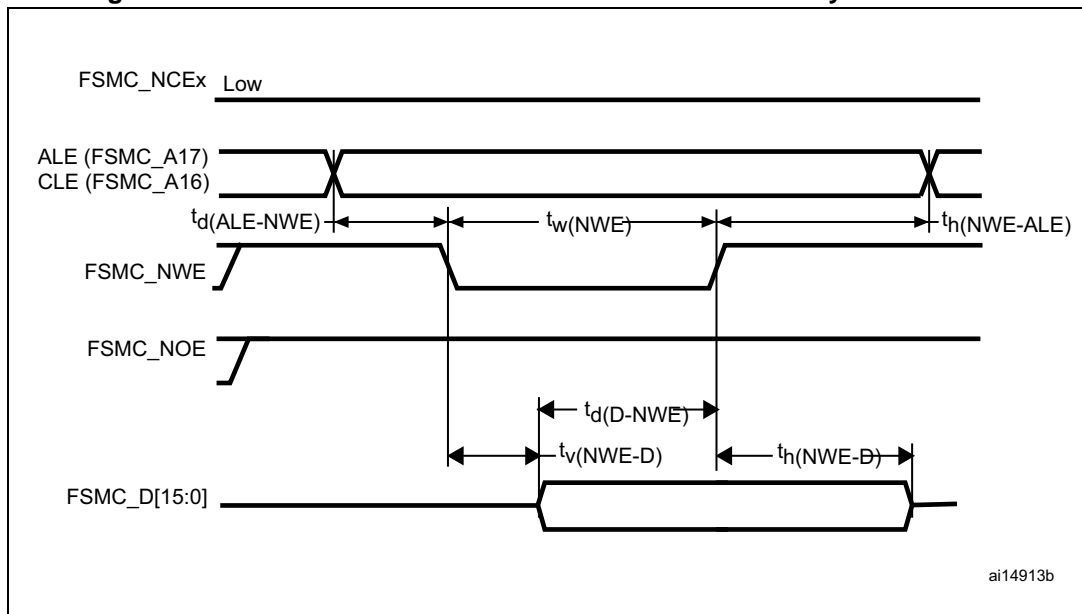 FSMC_NCEx Low
ALE (FSMC_A17)
CLE (FSMC_A16)
td(ALE-NWE) tw(NWE) th(NWE-ALE)
FSMC_NWE
FSMC_NOE
td(D-NWE)
tv(NWE-D) th(NWE-D)
FSMC_D[15:0]
ai14913b